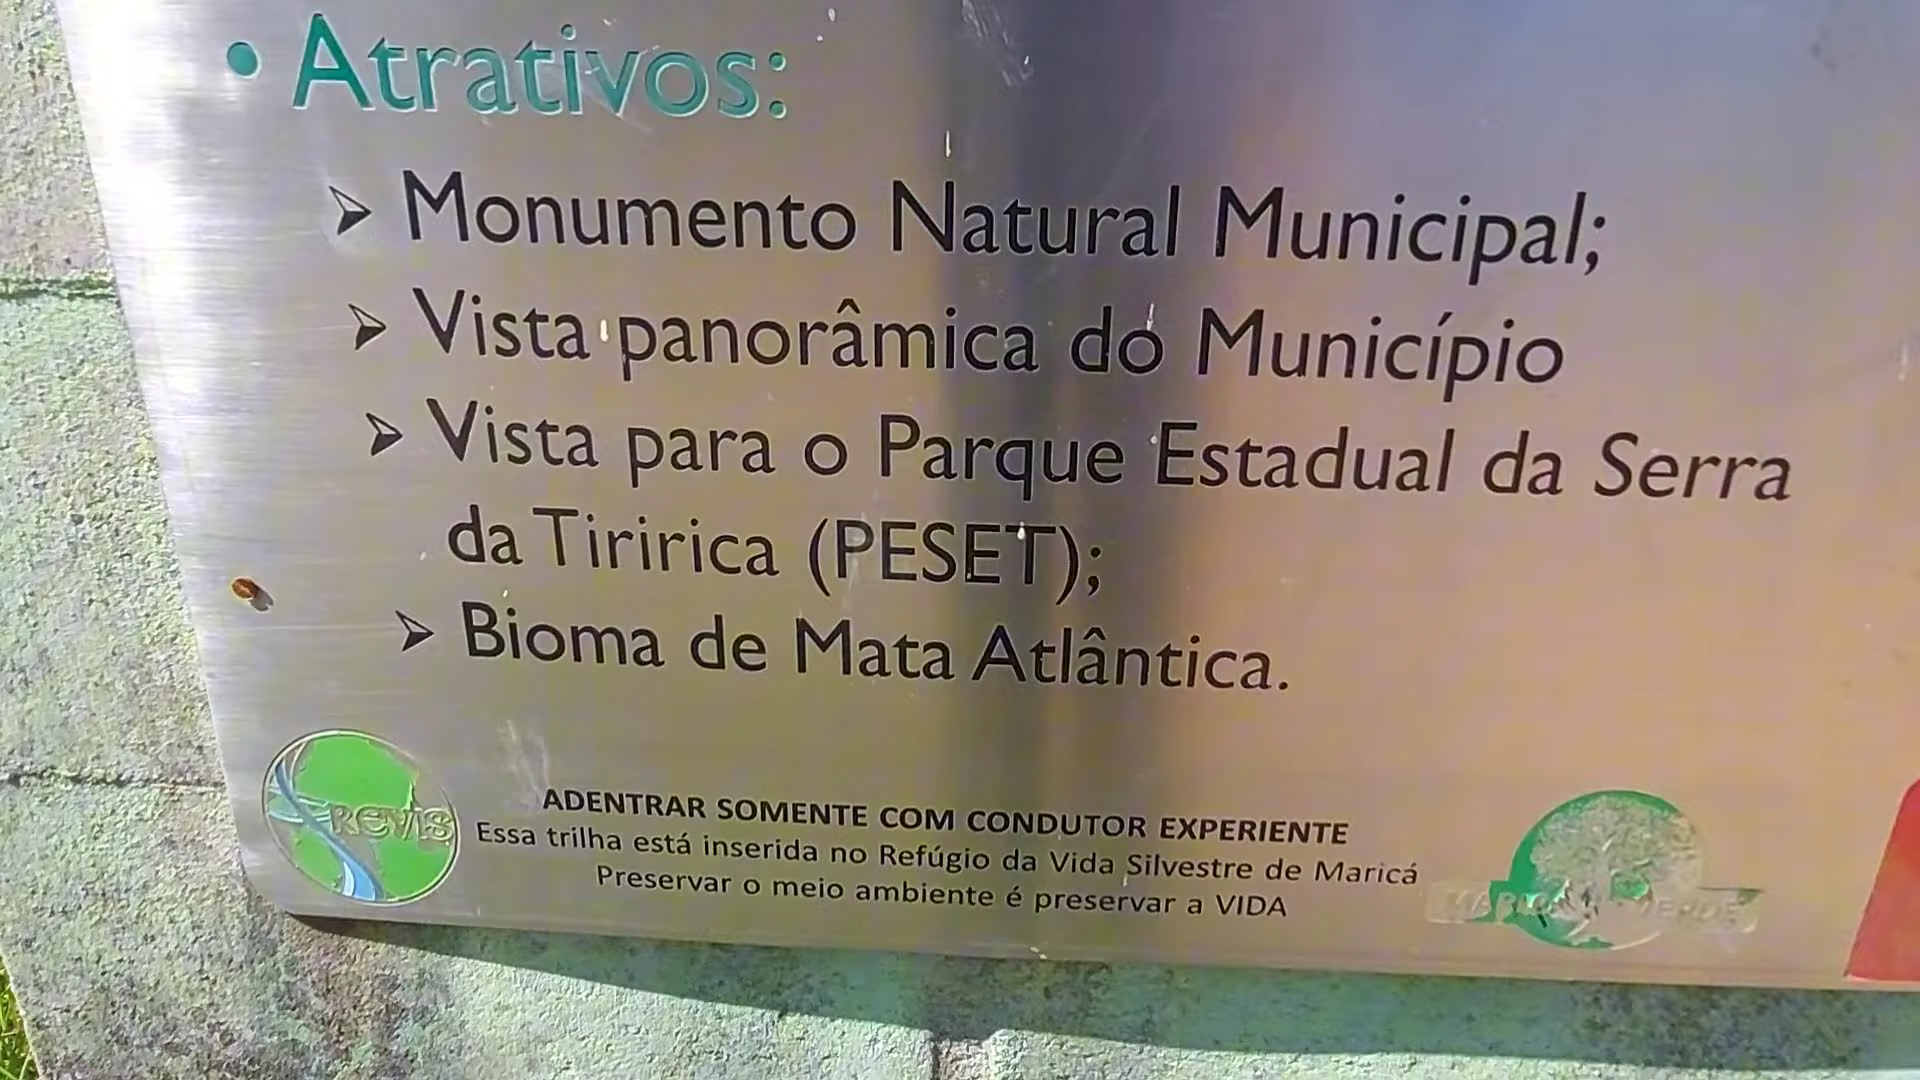 • Atrativos:
➢ Monumento Natural Municipal;
➢ Vista panorâmica do Município
➢ Vista para o Parque Estadual da Serra
da Tiririca (PESET);
➢ Bioma de Mata Atlântica.
REVIS
ADENTRAR SOMENTE COM CONDUTOR EXPERIENTE
Essa trilha está inserida no Refúgio da Vida Silvestre de Maricá
Preservar o meio ambiente é preservar a VIDA
VERDE